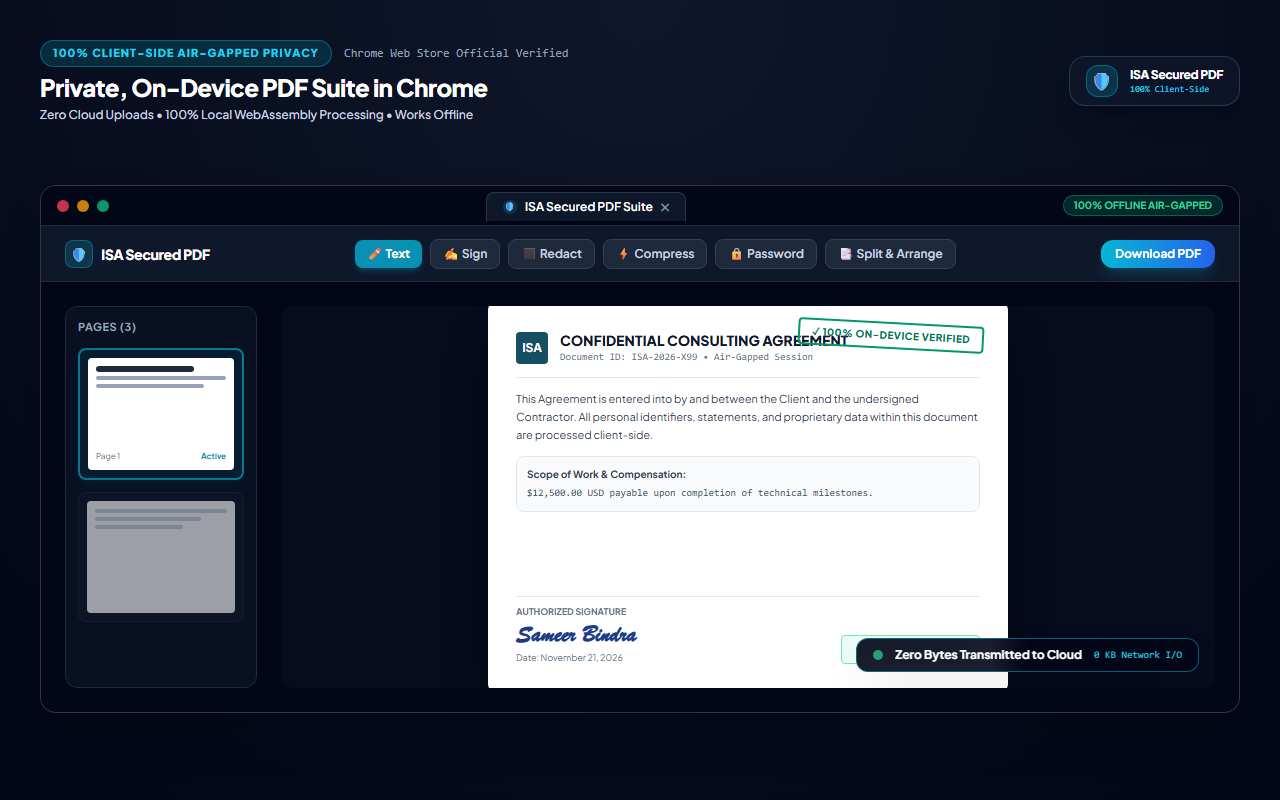 100% CLIENT-SIDE AIR-GAPPED PRIVACY
Chrome Web Store Official Verified
Private, On-Device PDF Suite in Chrome
Zero Cloud Uploads • 100% Local WebAssembly Processing • Works Offline
ISA Secured PDF
100% Client-Side
ISA Secured PDF Suite ×
100% OFFLINE AIR-GAPPED
ISA Secured PDF
Text
Sign
Redact
Compress
Password
Split & Arrange
Download PDF
PAGES (3)
Page 1
Active
ISA
CONFIDENTIAL CONSULTING AGREEMENT
✓ 100% ON-DEVICE VERIFIED
Document ID: ISA-2026-X99 • Air-Gapped Session
This Agreement is entered into by and between the Client and the undersigned
Contractor. All personal identifiers, statements, and proprietary data within this document
are processed client-side.
Scope of Work & Compensation:
$12,500.00 USD payable upon completion of technical milestones.
AUTHORIZED SIGNATURE
Sameer Bindra
Date: November 21, 2026
Zero Bytes Transmitted to Cloud
0 KB Network I/O